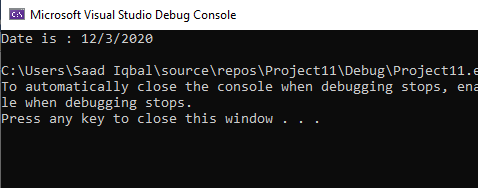 Microsoft Visual Studio Debug Console
Date is : 12/3/2020
C:\Users\Saad Iqbal\source\repos\Project11\Debug\Project11.e
To automatically close the console when debugging stops, ena
le when debugging stops.
Press any key to close this window . . .